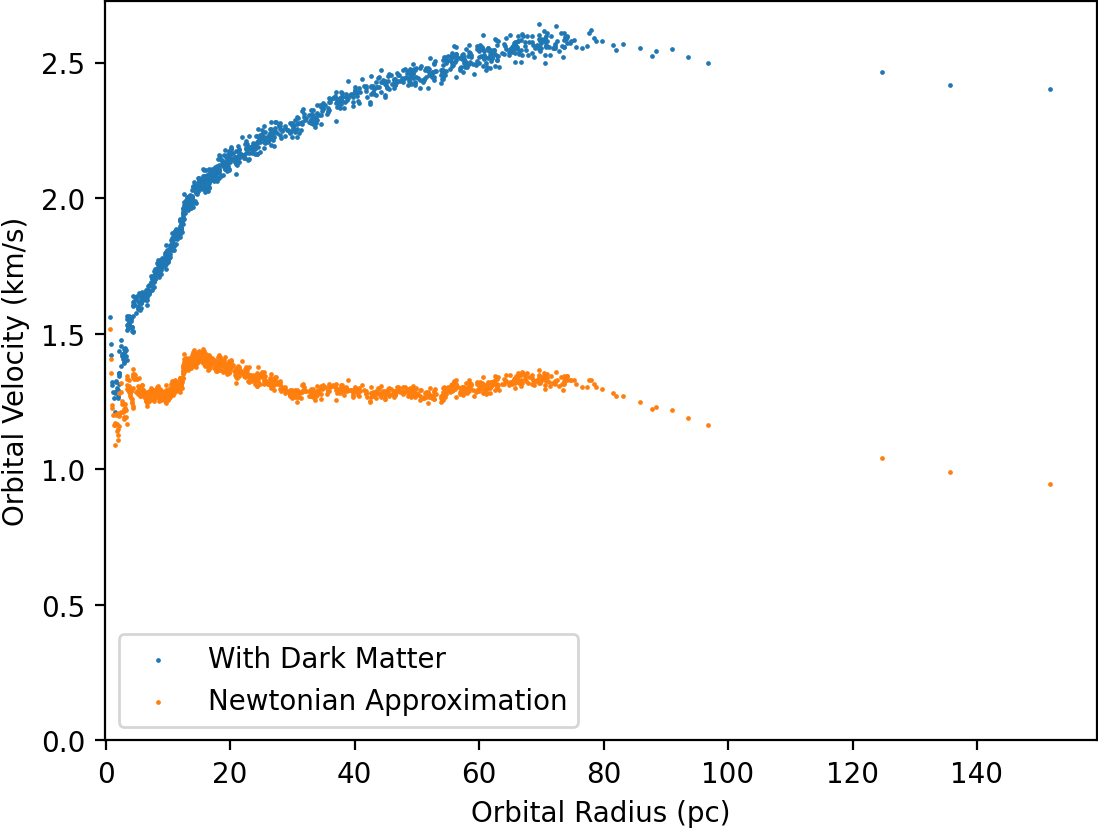 Orbital Velocity (km/s)
2.5
2.0
1.5
1.0
0.5
0.0
With Dark Matter
Newtonian Approximation
0 20 40 60 80 100 120 140
Orbital Radius (pc)